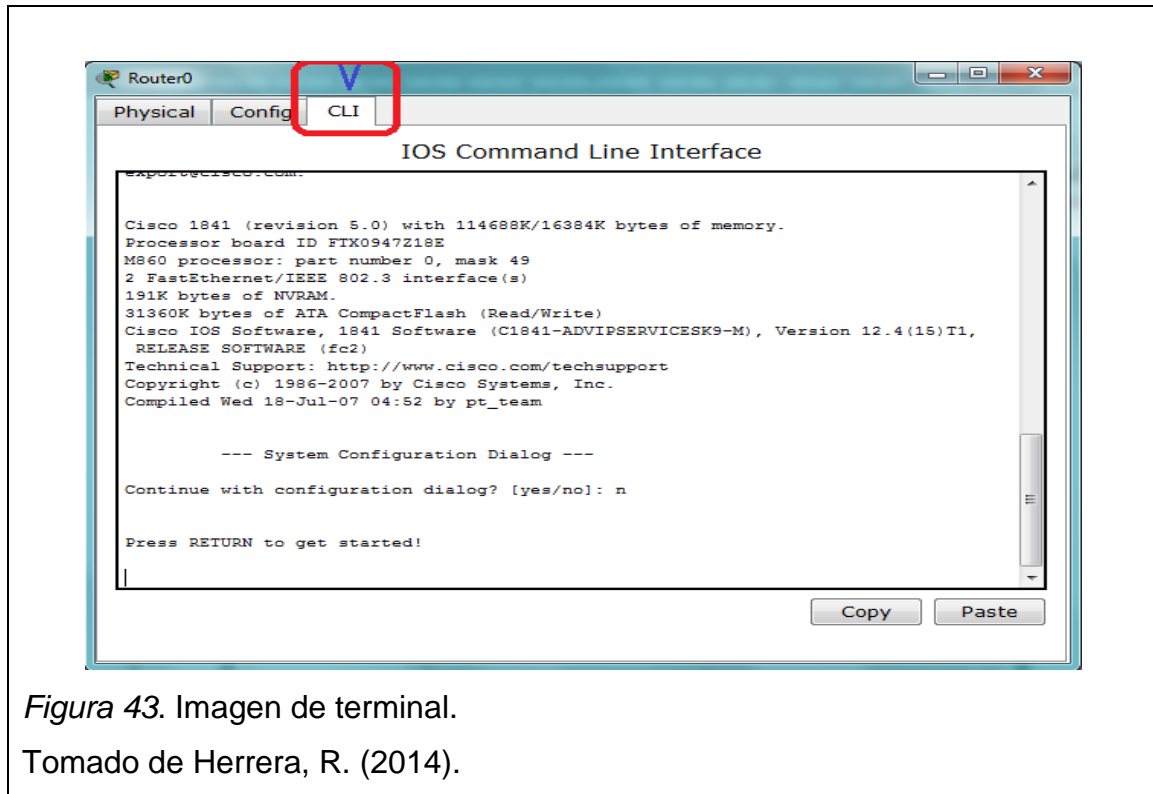 Router0
V
Physical Config CLI
IOS Command Line Interface
export@cisco.com.
Cisco 1841 (revision 5.0) with 114688K/16384K bytes of memory.
Processor board ID FTX0947Z18E
M860 processor: part number 0, mask 49
2 FastEthernet/IEEE 802.3 interface(s)
191K bytes of NVRAM.
31360K bytes of ATA CompactFlash (Read/Write)
Cisco IOS Software, 1841 Software (C1841-ADVIPSERVICESK9-M), Version 12.4(15)T1,
RELEASE SOFTWARE (fc2)
Technical Support: http://www.cisco.com/techsupport
Copyright (c) 1986-2007 by Cisco Systems, Inc.
Compiled Wed 18-Jul-07 04:52 by pt_team
--- System Configuration Dialog ---
Continue with configuration dialog? [yes/no]: n
Press RETURN to get started!
Copy Paste
Figura 43. Imagen de terminal.
Tomado de Herrera, R. (2014).